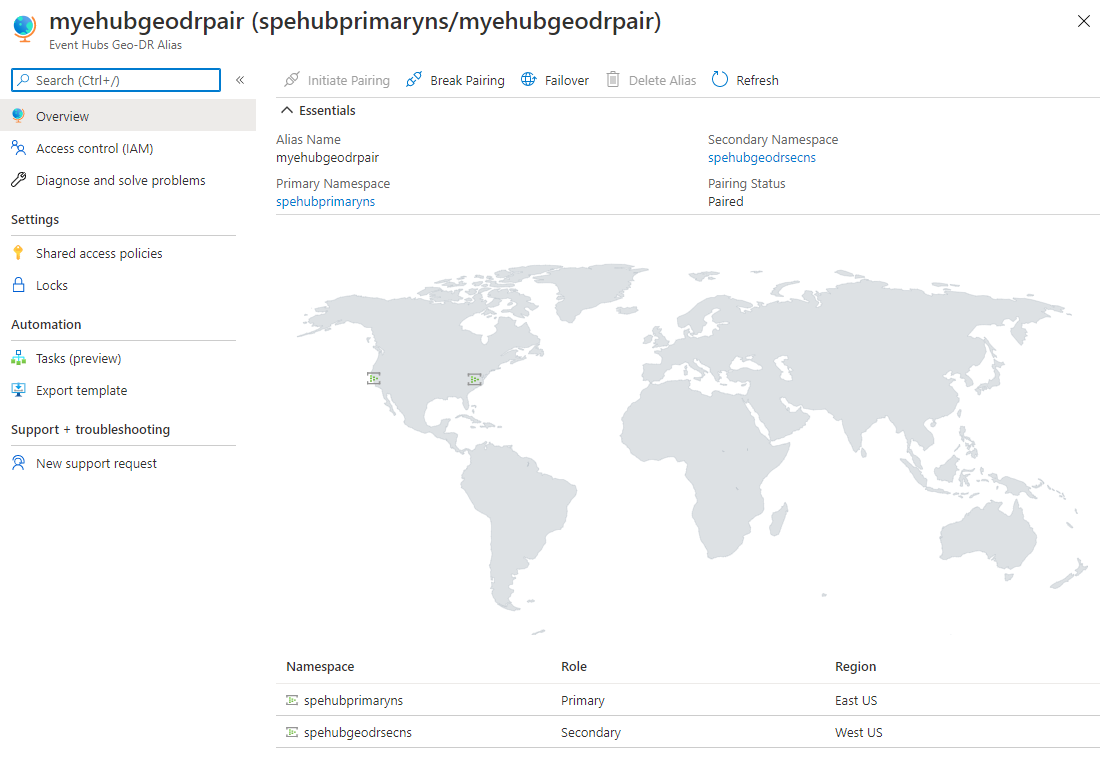 myehubgeodrpair (spehubprimaryns/myehubgeodrpair)
Event Hubs Geo-DR Alias
Search (Ctrl+/)
«
Overview
Access control (IAM)
Diagnose and solve problems
Settings
Shared access policies
Locks
Automation
Tasks (preview)
Export template
Support + troubleshooting
New support request
Initiate Pairing Break Pairing Failover Delete Alias Refresh
Essentials
Alias Name
myehubgeodrpair
Primary Namespace
spehubprimaryns
Secondary Namespace
spehubgeodrsecns
Pairing Status
Paired
Namespace Role Region
spehubprimaryns Primary East US
spehubgeodrsecns Secondary West US